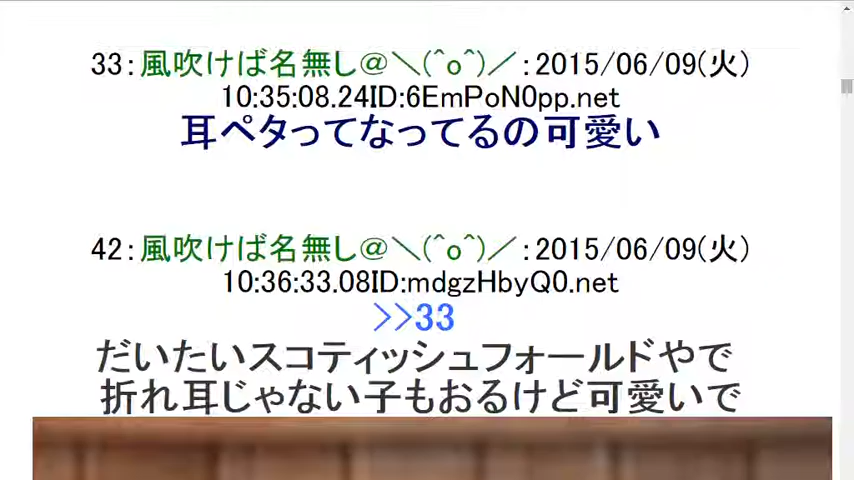 33：風吹けば名無し＠＼(^o^)／：2015/06/09(火)
10:35:08.24ID:6EmPoN0pp.net
耳ペタってなってるの可愛い
42：風吹けば名無し＠＼(^o^)／：2015/06/09(火)
10:36:33.08ID:mdgzHbyQ0.net
>>33
だいたいスコティッシュフォールドやで
折れ耳じゃない子もおるけど可愛いで